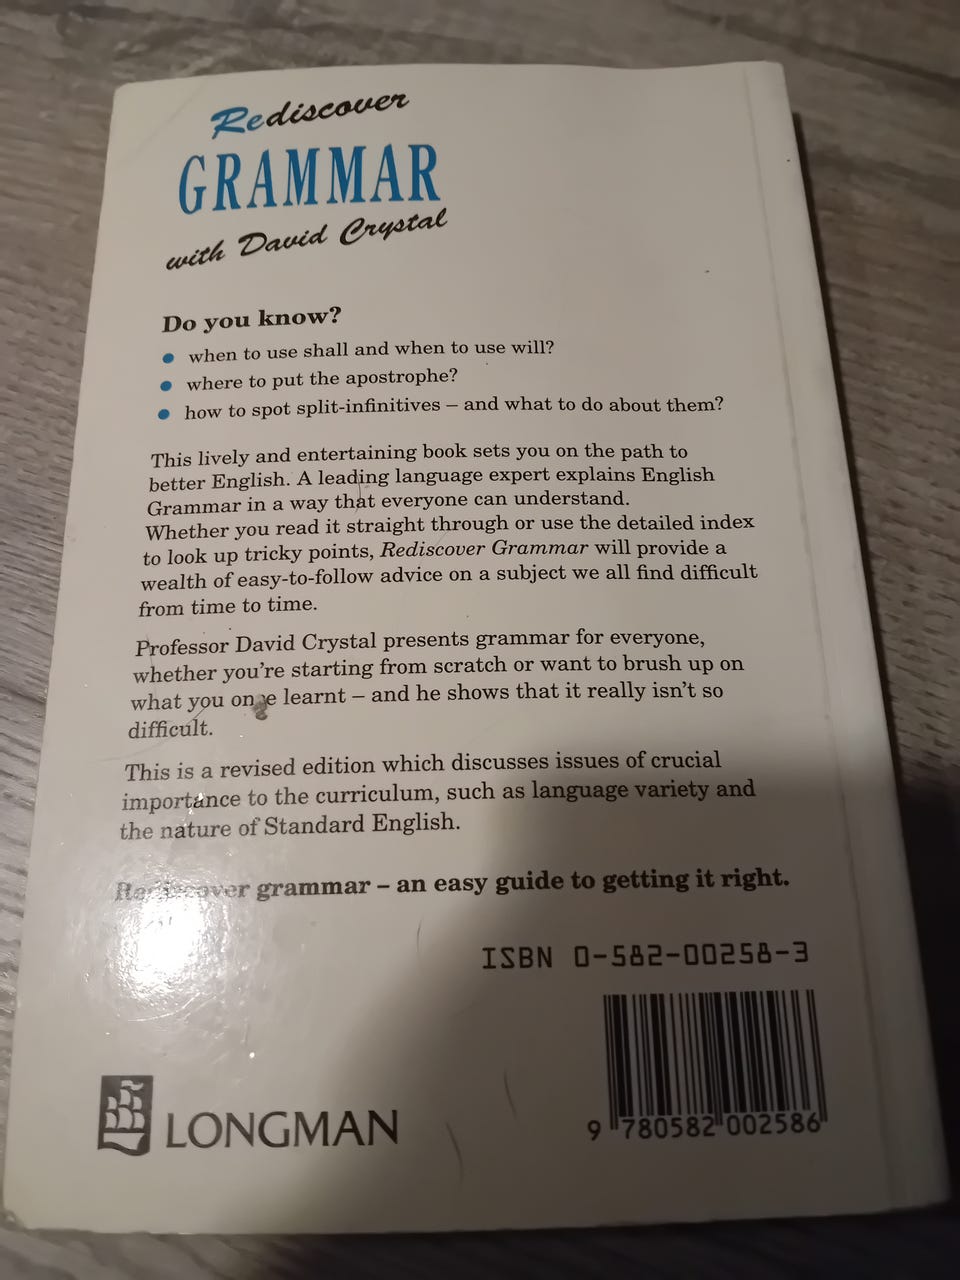 Rediscover
GRAMMAR
with David Crystal
Do you know?
● when to use shall and when to use will?
● where to put the apostrophe?
● how to spot split-infinitives – and what to do about them?
This lively and entertaining book sets you on the path to
better English. A leading language expert explains English
Grammar in a way that everyone can understand.
Whether you read it straight through or use the detailed index
to look up tricky points, Rediscover Grammar will provide a
wealth of easy-to-follow advice on a subject we all find difficult
from time to time.
Professor David Crystal presents grammar for everyone,
whether you're starting from scratch or want to brush up on
what you once learnt – and he shows that it really isn't so
difficult.
This is a revised edition which discusses issues of crucial
importance to the curriculum, such as language variety and
the nature of Standard English.
Rediscover grammar – an easy guide to getting it right.
ISBN 0-582-00258-3
9 780582 002586
LONGMAN